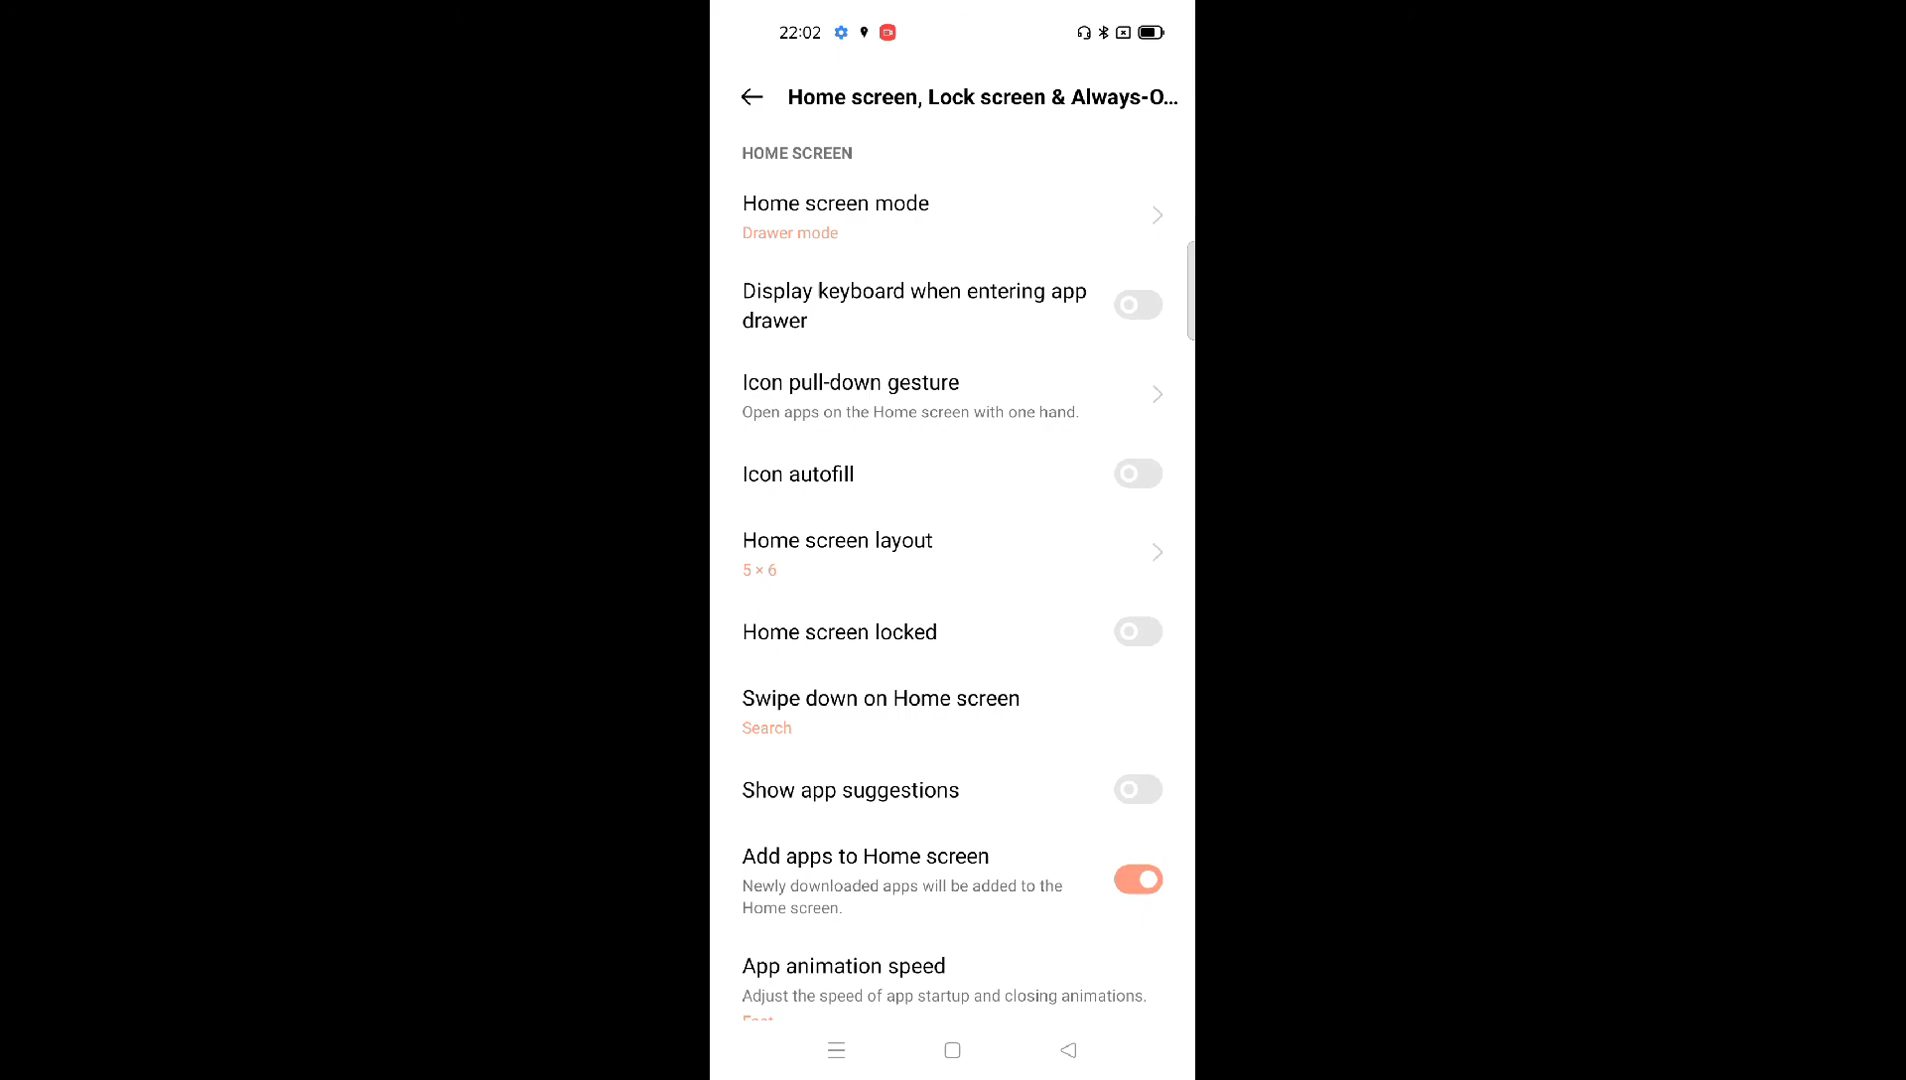 22:02
Home screen, Lock screen & Always-O...
HOME SCREEN
Home screen mode
Drawer mode
Display keyboard when entering app
drawer
Icon pull-down gesture
Open apps on the Home screen with one hand.
Icon autofill
Home screen layout
5 × 6
Home screen locked
Swipe down on Home screen
Search
Show app suggestions
Add apps to Home screen
Newly downloaded apps will be added to the
Home screen.
App animation speed
Adjust the speed of app startup and closing animations.